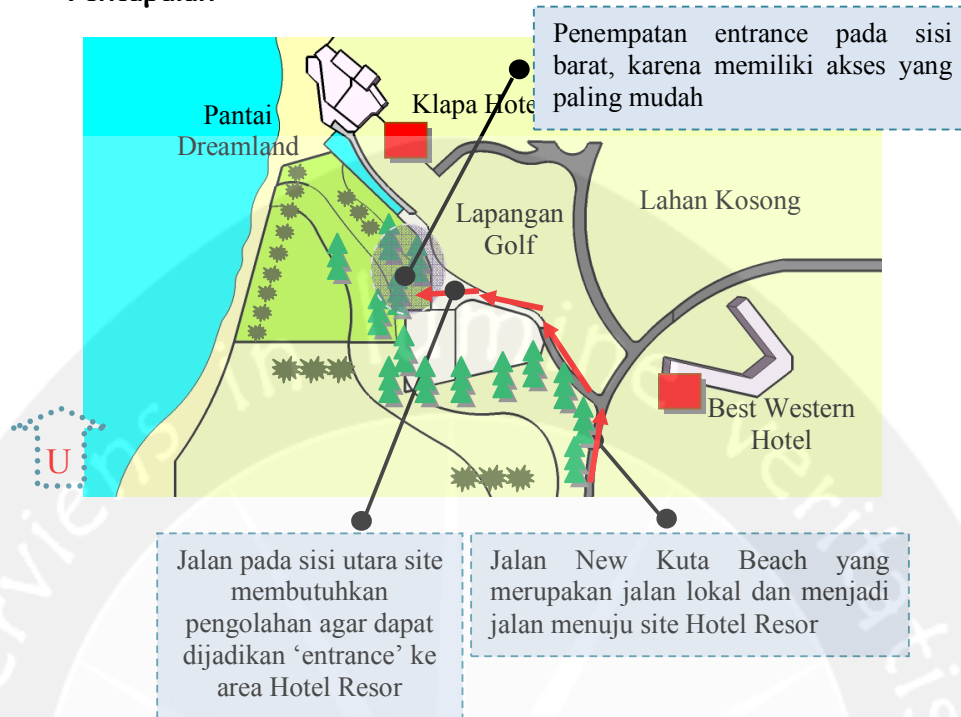 Penempatan entrance pada sisi
barat, karena memiliki akses yang
paling mudah
Klapa Hote
Pantai
Dreamland
Lahan Kosong
Lapangan
Golf
in lumine
Best Western
Hotel
U
Jalan pada sisi utara site
membutuhkan
pengolahan agar dapat
dijadikan ‘entrance’ ke
area Hotel Resor
Jalan New Kuta Beach yang
merupakan jalan lokal dan menjadi
jalan menuju site Hotel Resor